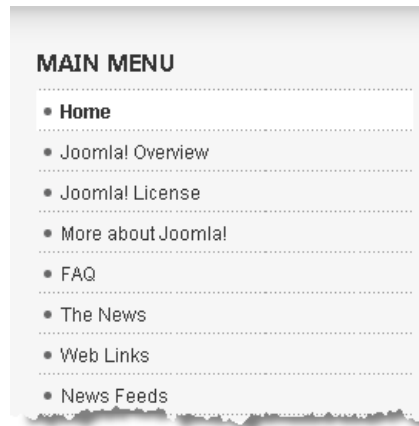 MAIN MENU
Home
Joomla! Overview
Joomla! License
More about Joomla!
FAQ
The News
Web Links
News Feeds